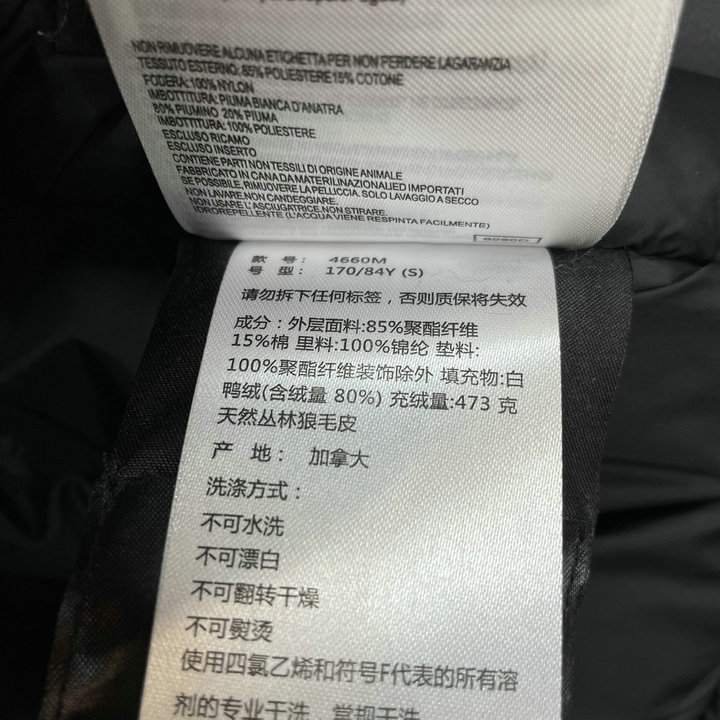 NON RIMUOVERE ALCUNA ETICHETTA PER NON PERDERE LAGARANZIA
TESSUTO ESTERNO: 85% POLIESTERE 15% COTONE
FODERA:100% NYLON
IMBOTTITURA: PIUMA BIANCA D'ANATRA
80% PIUMINO 20% PIUMA
IMBOTTITURA: 100% POLIESTERE
ESCLUSO RICAMO
ESCLUSO INSERTO
CONTIENE PARTI NON TESSILI DI ORIGINE ANIMALE
FABBRICATO IN CANA DA MATERILINAZIONALIED IMPORTATI
SE POSSIBILE, RIMUOVERE LA PELLICCIA. SOLO LAVAGGIO A SECCO
NON LAVARE.NON CANDEGGIARE.
NON USARE L'ASCIUGATRICE.NON STIRARE.
IDROREPELLENTE (L'ACQUA VIENE RESPINTA FACILMENTE)
款 号: 4660M
号 型: 170/84Y (S)
请勿拆下任何标签，否则质保将失效
成分：外层面料:85%聚酯纤维
15%棉 里料:100%锦纶 垫料:
100%聚酯纤维装饰除外 填充物:白
鸭绒(含绒量 80%) 充绒量:473 克
天然丛林狼毛皮
产 地： 加拿大
洗涤方式：
不可水洗
不可漂白
不可翻转干燥
不可熨烫
使用四氯乙烯和符号F代表的所有溶
剂的专业干洗，常规干洗